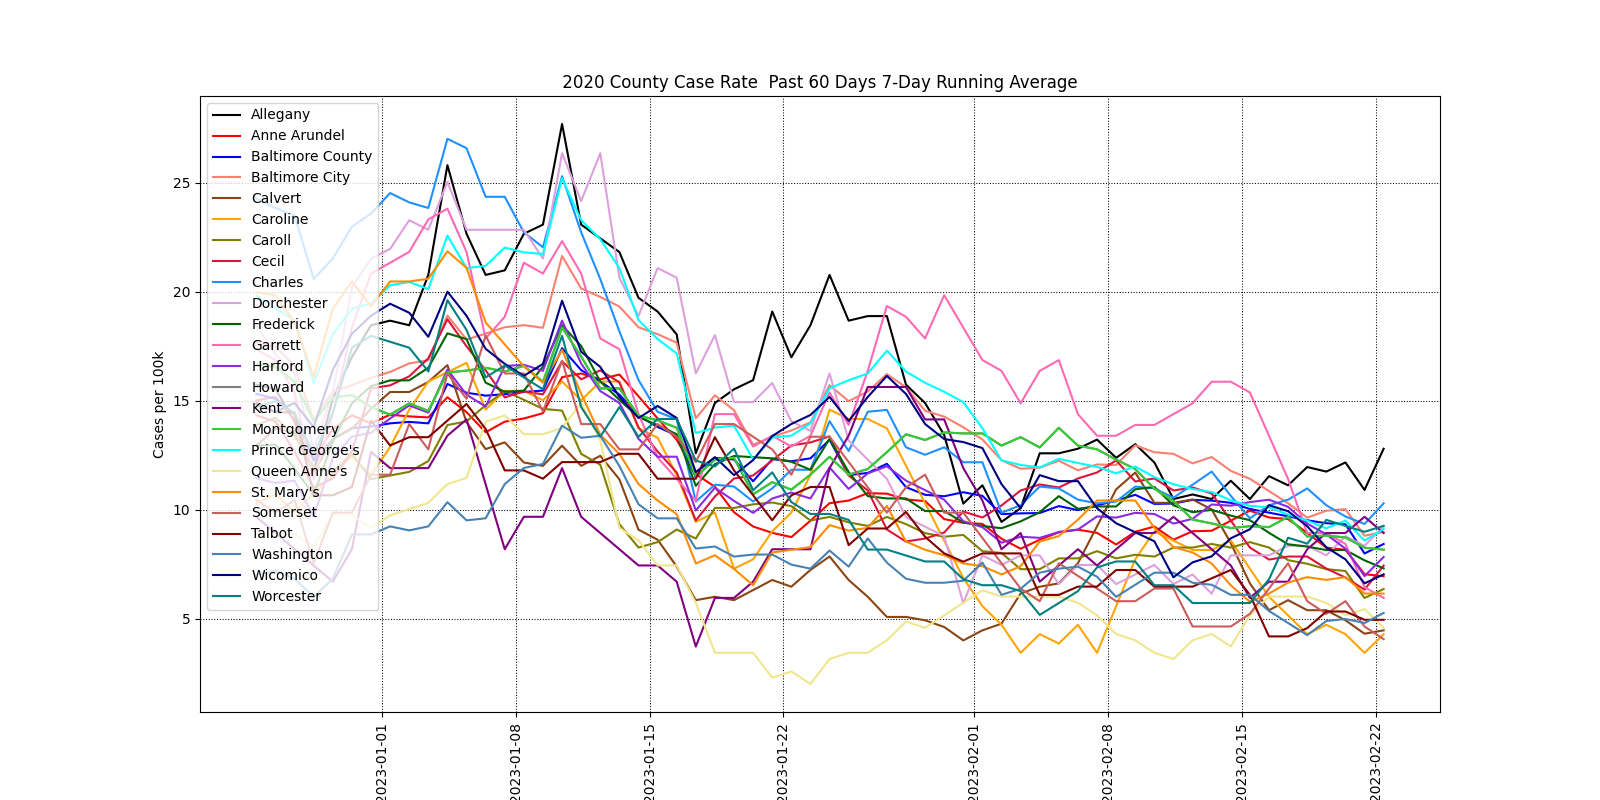 2020 County Case Rate  Past 60 Days 7-Day Running Average
Cases per 100k
25
20
15
10
5
Allegany
Anne Arundel
Baltimore County
Baltimore City
Calvert
Caroline
Caroll
Cecil
Charles
Dorchester
Frederick
Garrett
Harford
Howard
Kent
Montgomery
Prince George's
Queen Anne's
St. Mary's
Somerset
Talbot
Washington
Wicomico
Worcester
2023-01-01
2023-01-08
2023-01-15
2023-01-22
2023-02-01
2023-02-08
2023-02-15
2023-02-22